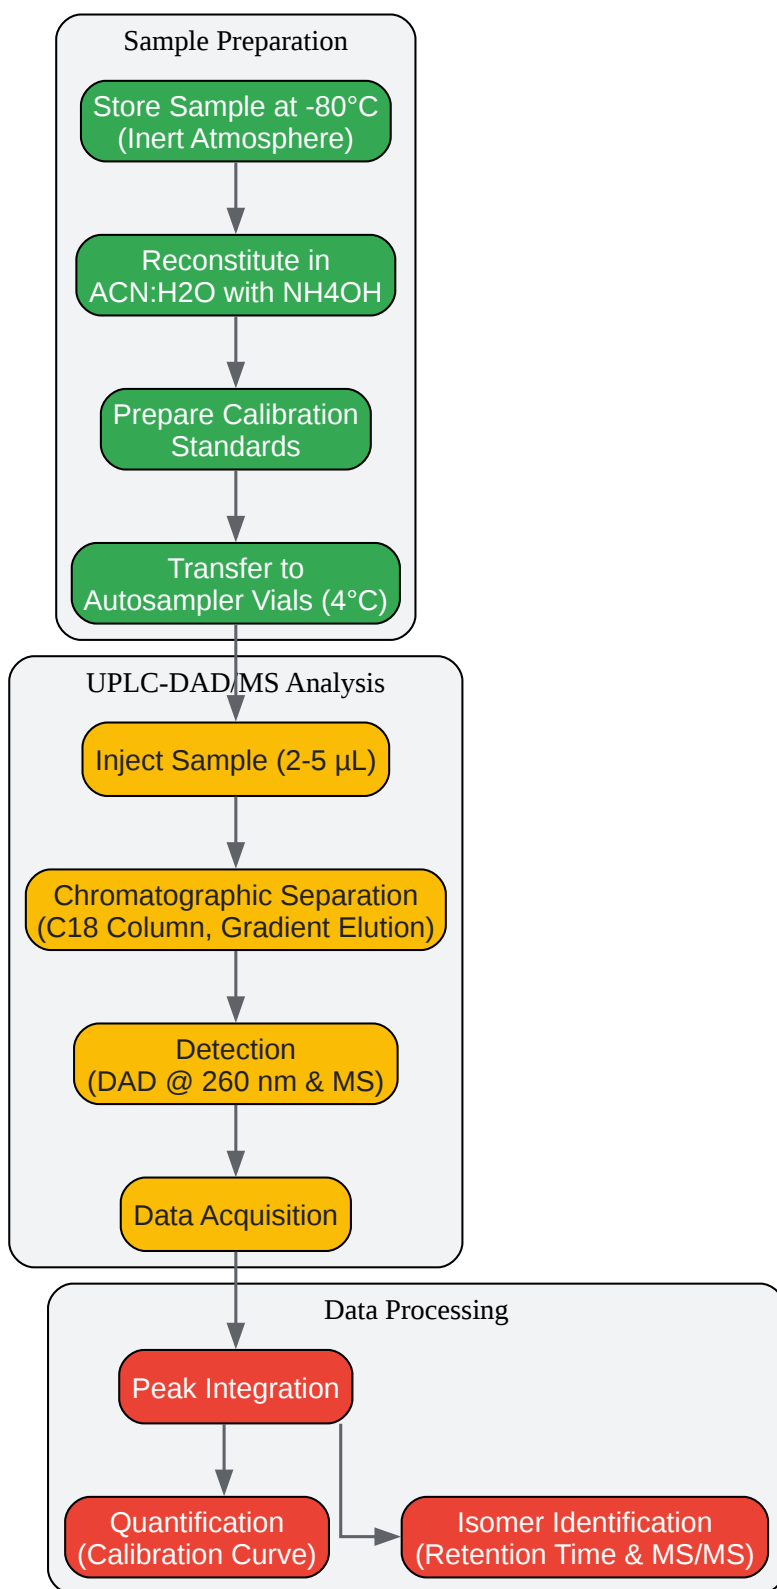 Sample Preparation
Store Sample at -80°C
(Inert Atmosphere)
Reconstitute in
ACN:H2O with NH4OH
Prepare Calibration
Standards
Transfer to
Autosampler Vials (4°C)
UPLC-DAD/MS Analysis
Inject Sample (2-5 µL)
Chromatographic Separation
(C18 Column, Gradient Elution)
Detection
(DAD @ 260 nm & MS)
Data Acquisition
Data Processing
Peak Integration
Quantification
(Calibration Curve)
Isomer Identification
(Retention Time & MS/MS)